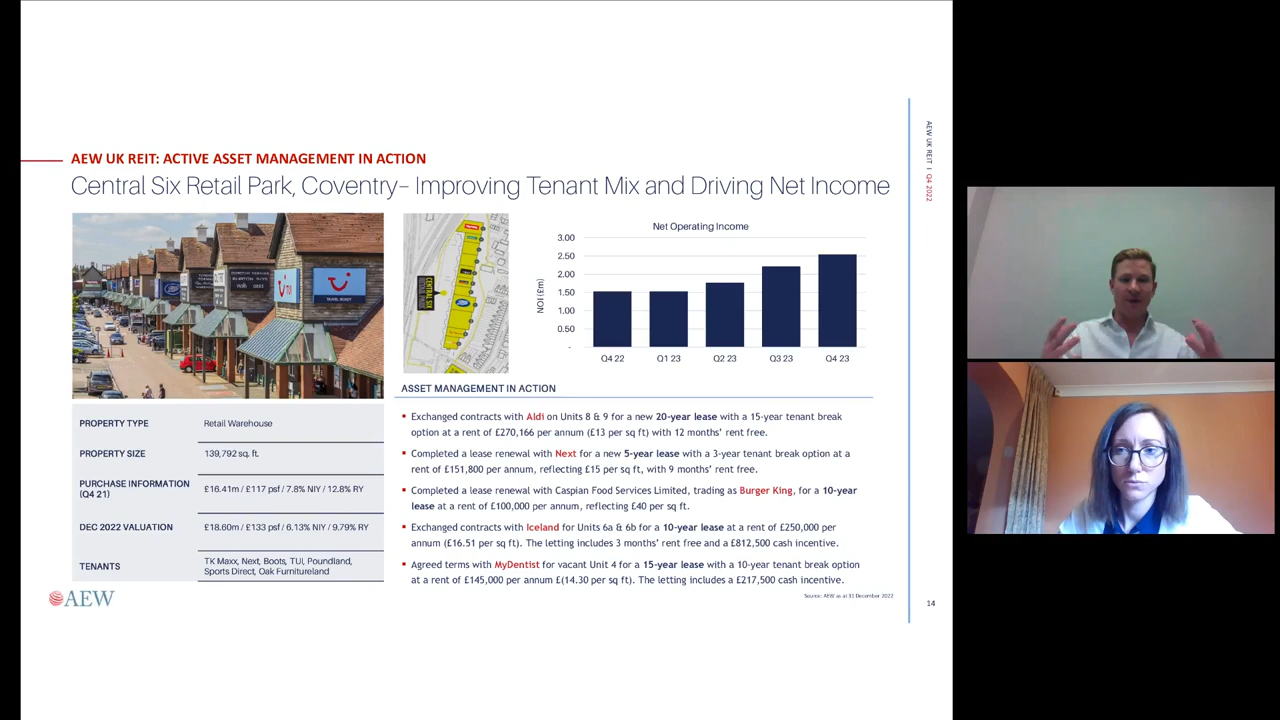 AEW UK REIT: ACTIVE ASSET MANAGEMENT IN ACTION
Central Six Retail Park, Coventry– Improving Tenant Mix and Driving Net Income
AEW UK REIT I Q4 2022
TUI
TUI
TRAVEL READY
CENTRAL SIX
Boots
Net Operating Income
NOI (£m)
3.00
2.50
2.00
1.50
1.00
0.50
-
Q4 22
Q1 23
Q2 23
Q3 23
Q4 23
ASSET MANAGEMENT IN ACTION
▪ Exchanged contracts with Aldi on Units 8 & 9 for a new 20-year lease with a 15-year tenant break
option at a rent of £270,166 per annum (£13 per sq ft) with 12 months’ rent free.
▪ Completed a lease renewal with Next for a new 5-year lease with a 3-year tenant break option at a
rent of £151,800 per annum, reflecting £15 per sq ft, with 9 months’ rent free.
▪ Completed a lease renewal with Caspian Food Services Limited, trading as Burger King, for a 10-year
lease at a rent of £100,000 per annum, reflecting £40 per sq ft.
▪ Exchanged contracts with Iceland for Units 6a & 6b for a 10-year lease at a rent of £250,000 per
annum (£16.51 per sq ft). The letting includes 3 months’ rent free and a £812,500 cash incentive.
▪ Agreed terms with MyDentist for vacant Unit 4 for a 15-year lease with a 10-year tenant break option
at a rent of £145,000 per annum £(14.30 per sq ft). The letting includes a £217,500 cash incentive.
PROPERTY TYPE
Retail Warehouse
PROPERTY SIZE
139,792 sq. ft.
PURCHASE INFORMATION
(Q4 21)
£16.41m / £117 psf / 7.8% NIY / 12.8% RY
DEC 2022 VALUATION
£18.60m / £133 psf / 6.13% NIY / 9.79% RY
TENANTS
TK Maxx, Next, Boots, TUI, Poundland,
Sports Direct, Oak Furnitureland
AEW
Source: AEW as at 31 December 2022
14